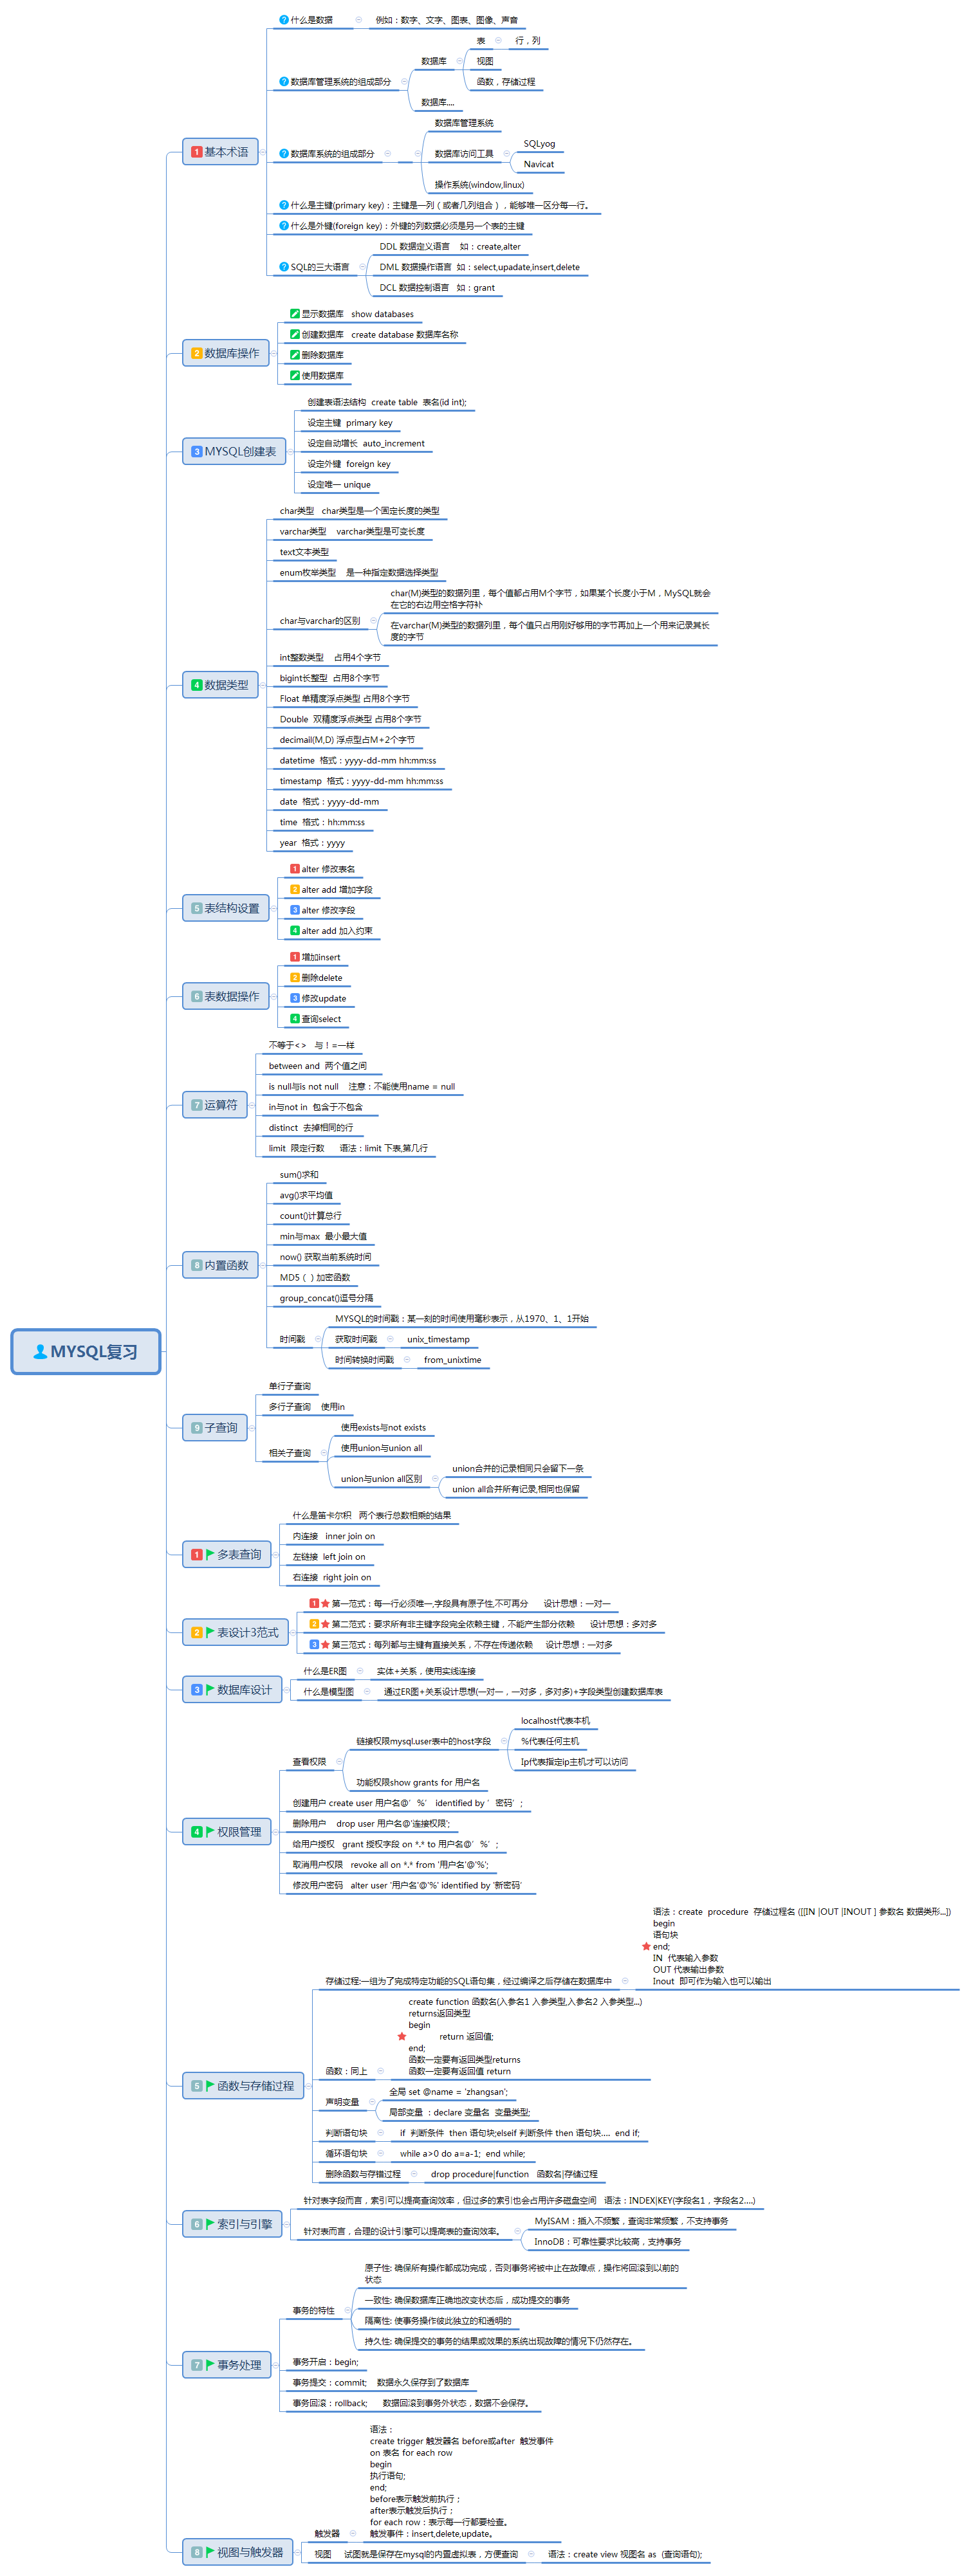 MYSQL复习
1 基本术语
什么是数据
例如：数字、文字、图表、图像、声音
数据库管理系统的组成部分
数据库
表
行，列
视图
函数，存储过程
数据库....
数据库系统的组成部分
数据库管理系统
数据库访问工具
SQLyog
Navicat
操作系统(window,linux)
什么是主键(primary key)：主键是一列（或者几列组合），能够唯一区分每一行。
什么是外键(foreign key)：外键的列数据必须是另一个表的主键
SQL的三大语言
DDL 数据定义语言 如：create,alter
DML 数据操作语言 如：select,upadate,insert,delete
DCL 数据控制语言 如：grant
2 数据库操作
显示数据库 show databases
创建数据库 create database 数据库名称
删除数据库
使用数据库
3 MYSQL创建表
创建表语法结构 create table 表名(id int);
设定主键 primary key
设定自动增长 auto_increment
设定外键 foreign key
设定唯一 unique
4 数据类型
char类型 char类型是一个固定长度的类型
varchar类型 varchar类型是可变长度
text文本类型
enum枚举类型 是一种指定数据选择类型
char与varchar的区别
char(M)类型的数据列里，每个值都占用M个字节，如果某个长度小于M，MySQL就会
在它的右边用空格字符补
在varchar(M)类型的数据列里，每个值只占用刚好够用的字节再加上一个用来记录其长
度的字节
int整数类型 占用4个字节
bigint长整型 占用8个字节
Float 单精度浮点类型 占用8个字节
Double 双精度浮点类型 占用8个字节
decimail(M,D) 浮点型占M+2个字节
datetime 格式：yyyy-dd-mm hh:mm:ss
timestamp 格式：yyyy-dd-mm hh:mm:ss
date 格式：yyyy-dd-mm
time 格式：hh:mm:ss
year 格式：yyyy
5 表结构设置
1 alter 修改表名
2 alter add 增加字段
3 alter 修改字段
4 alter add 加入约束
6 表数据操作
1 增加insert
2 删除delete
3 修改update
4 查询select
7 运算符
不等于<> 与！=一样
between and 两个值之间
is null与is not null 注意：不能使用name = null
in与not in 包含于不包含
distinct 去掉相同的行
limit 限定行数 语法：limit 下表,第几行
8 内置函数
sum()求和
avg()求平均值
count()计算总行
min与max 最小最大值
now() 获取当前系统时间
MD5（）加密函数
group_concat()逗号分隔
时间戳
MYSQL的时间戳：某一刻的时间使用毫秒表示，从1970、1、1开始
获取时间戳
unix_timestamp
时间转换时间戳
from_unixtime
9 子查询
单行子查询
多行子查询 使用in
相关子查询
使用exists与not exists
使用union与union all
union与union all区别
union合并的记录相同只会留下一条
union all合并所有记录,相同也保留
1 多表查询
什么是笛卡尔积 两个表行总数相乘的结果
内连接 inner join on
左链接 left join on
右连接 right join on
2 表设计3范式
1 第一范式：每一行必须唯一,字段具有原子性,不可再分 设计思想：一对一
2 第二范式：要求所有非主键字段完全依赖主键，不能产生部分依赖 设计思想：多对多
3 第三范式：每列都与主键有直接关系，不存在传递依赖 设计思想：一对多
3 数据库设计
什么是ER图
实体+关系，使用实线连接
什么是模型图
通过ER图+关系设计思想(一对一，一对多，多对多)+字段类型创建数据库表
4 权限管理
查看权限
链接权限mysql.user表中的host字段
localhost代表本机
%代表任何主机
Ip代表指定ip主机才可以访问
功能权限show grants for 用户名
创建用户 create user 用户名@’%’ identified by ’密码’；
删除用户 drop user 用户名@'连接权限';
给用户授权 grant 授权字段 on *.* to 用户名@’%’；
取消用户权限 revoke all on *.* from '用户名'@'%';
修改用户密码 alter user '用户名'@'%' identified by '新密码'
5 函数与存储过程
存储过程:一组为了完成特定功能的SQL语句集，经过编译之后存储在数据库中
语法：create procedure 存储过程名 ([[IN |OUT |INOUT ] 参数名 数据类形...])
begin
语句块
end;
IN 代表输入参数
OUT 代表输出参数
Inout 即可作为输入也可以输出
函数：同上
create function 函数名(入参名1 入参类型,入参名2 入参类型...)
returns返回类型
begin
return 返回值;
end;
函数一定要有返回类型returns
函数一定要有返回值 return
声明变量
全局 set @name = 'zhangsan';
局部变量 ：declare 变量名 变量类型;
判断语句块
if 判断条件 then 语句块;elseif 判断条件 then 语句块.... end if;
循环语句块
while a>0 do a=a-1; end while;
删除函数与存错过程
drop procedure|function 函数名|存储过程
6 索引与引擎
针对表字段而言，索引可以提高查询效率，但过多的索引也会占用许多磁盘空间 语法：INDEX|KEY(字段名1，字段名2....)
针对表而言，合理的设计引擎可以提高表的查询效率。
MyISAM：插入不频繁，查询非常频繁，不支持事务
InnoDB：可靠性要求比较高，支持事务
7 事务处理
事务的特性
原子性: 确保所有操作都成功完成，否则事务将被中止在故障点，操作将回滚到以前的
状态
一致性: 确保数据库正确地改变状态后，成功提交的事务
隔离性: 使事务操作彼此独立的和透明的
持久性: 确保提交的事务的结果或效果的系统出现故障的情况下仍然存在。
事务开启：begin;
事务提交：commit; 数据永久保存到了数据库
事务回滚：rollback; 数据回滚到事务外状态，数据不会保存。
8 视图与触发器
触发器
语法：
create trigger 触发器名 before或after 触发事件
on 表名 for each row
begin
执行语句;
end;
before表示触发前执行；
after表示触发后执行；
for each row：表示每一行都要检查。
触发事件：insert,delete,update。
视图 试图就是保存在mysql的内置虚拟表，方便查询
语法：create view 视图名 as (查询语句);